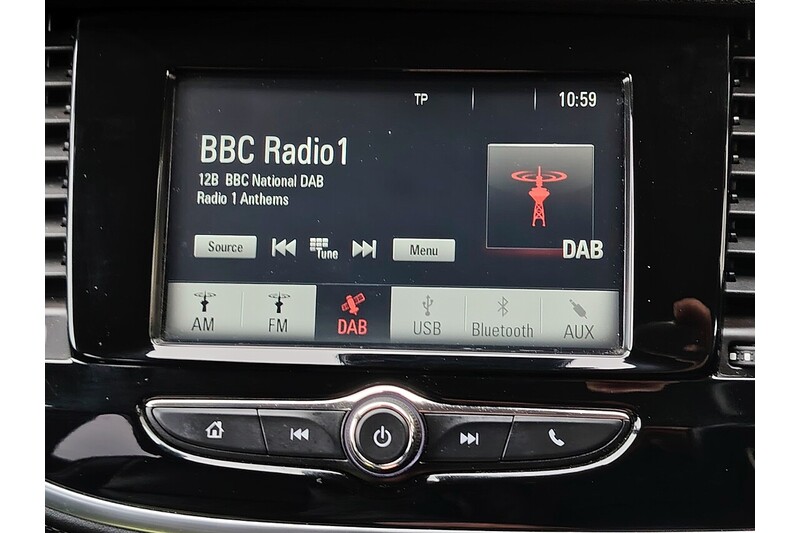 TP 10:59
BBC Radio1
12B BBC National DAB
Radio 1 Anthems
DAB
Source Tune Menu
AM FM DAB USB Bluetooth AUX